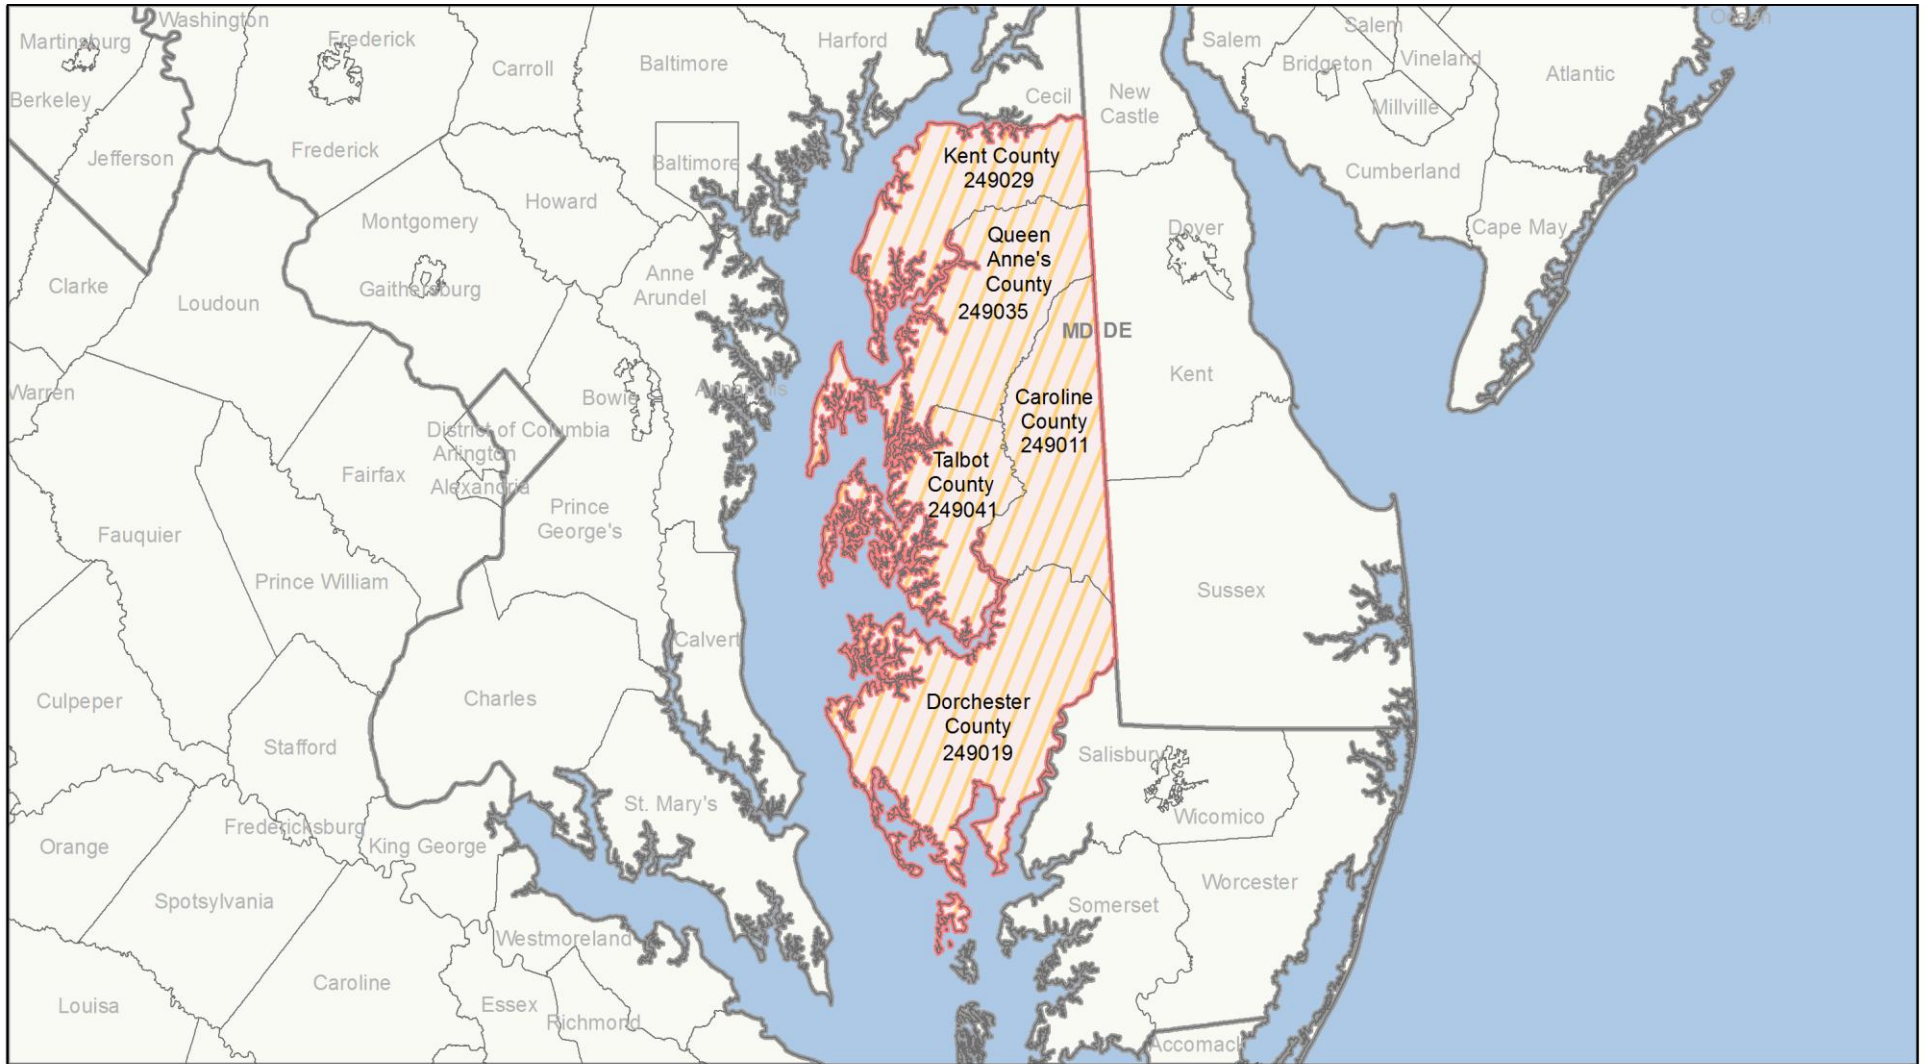 Washington
Martinsburg
Frederick
Carroll
Baltimore
Harford
Salem
Salem
Ocean
Bridgeton
Vineland
Atlantic
Berkeley
Cecil
New
Castle
Millville
Jefferson
Frederick
Baltimore
Kent County
249029
Cumberland
Howard
Montgomery
Queen
Anne's
County
249035
Dover
Cape May
Clarke
Loudoun
Gaithersburg
Anne
Arundel
MD
DE
Warren
Bowie
Annapolis
Caroline
County
249011
Kent
District of Columbia
Arlington
Alexandria
Fairfax
Talbot
County
249041
Prince
George's
Fauquier
Prince William
Sussex
Calvert
Culpeper
Charles
Dorchester
County
249019
Stafford
Salisbury
St. Mary's
Wicomico
Fredericksburg
King George
Orange
Spotsylvania
Worcester
Somerset
Westmoreland
Caroline
Louisa
Essex
Richmond
Accomack